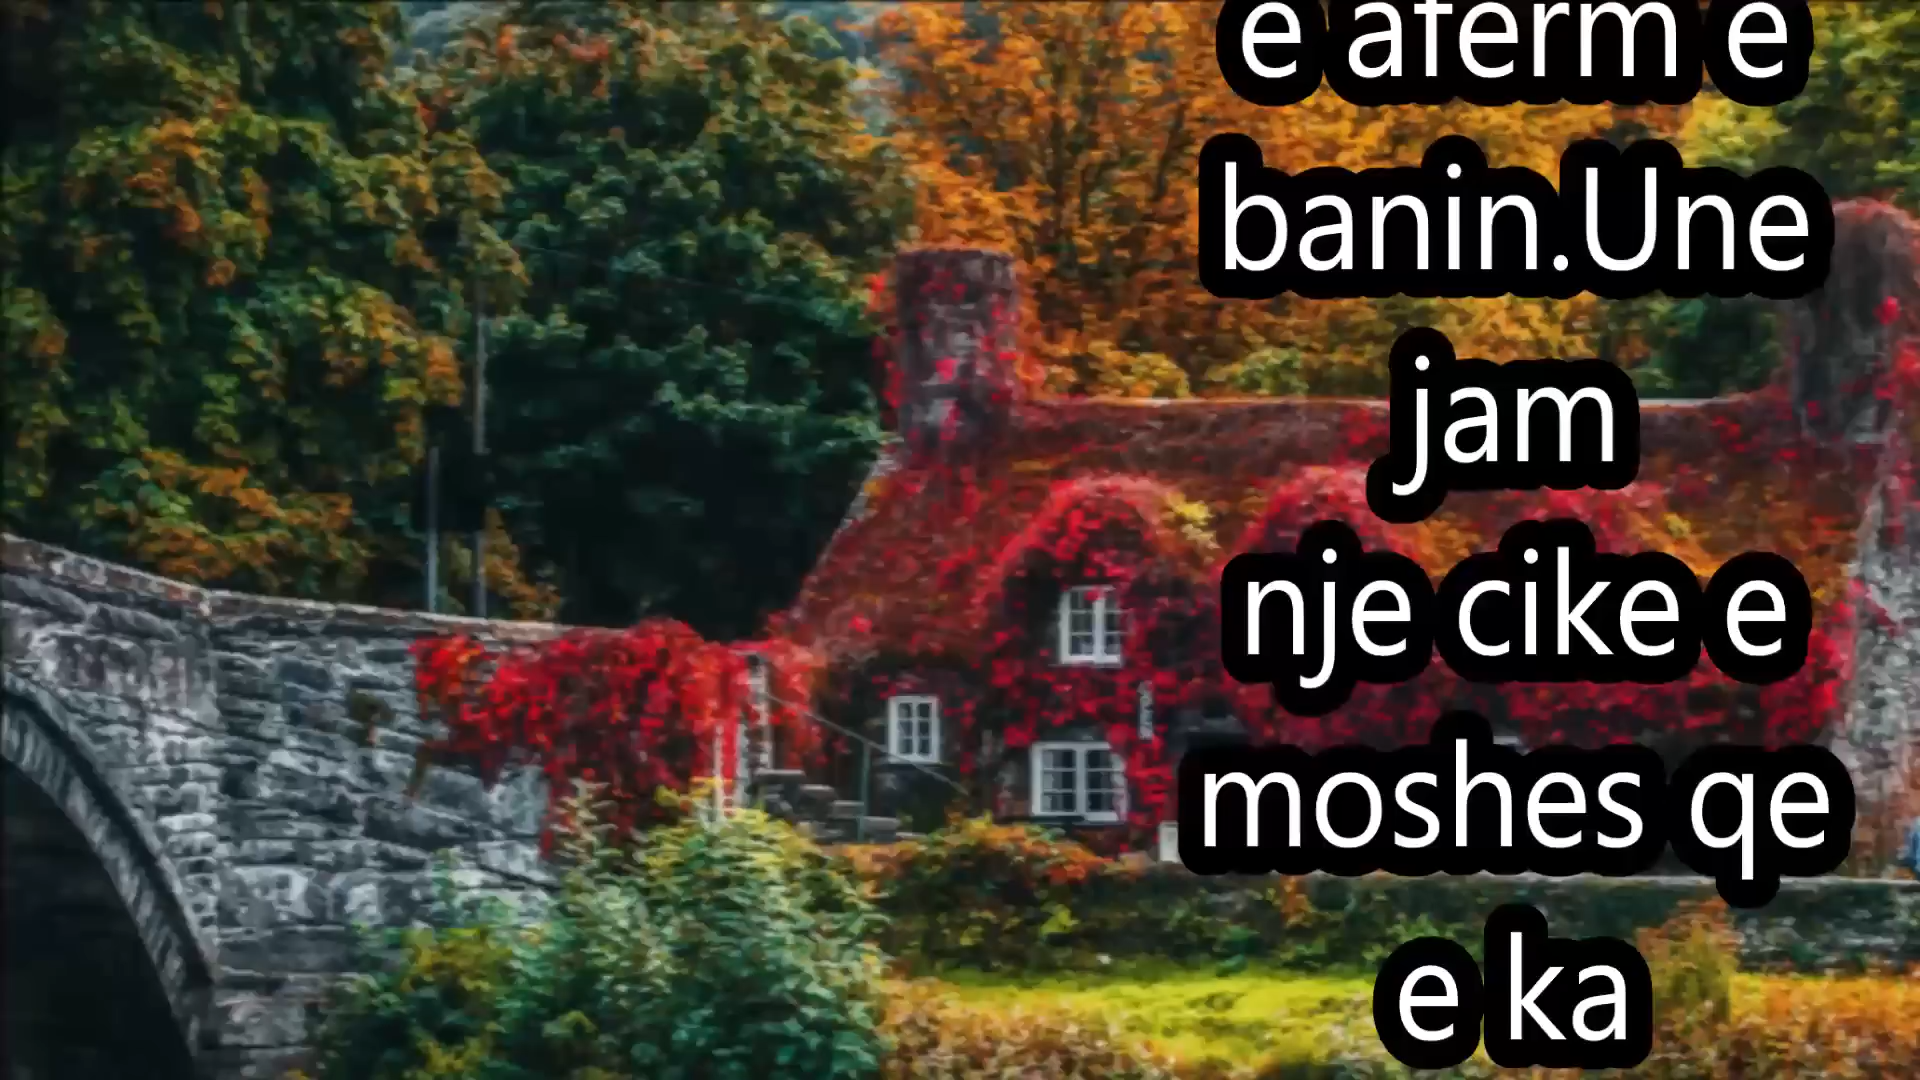 e aferm e
banin.Une
jam
nje cike e
moshes qe
e ka